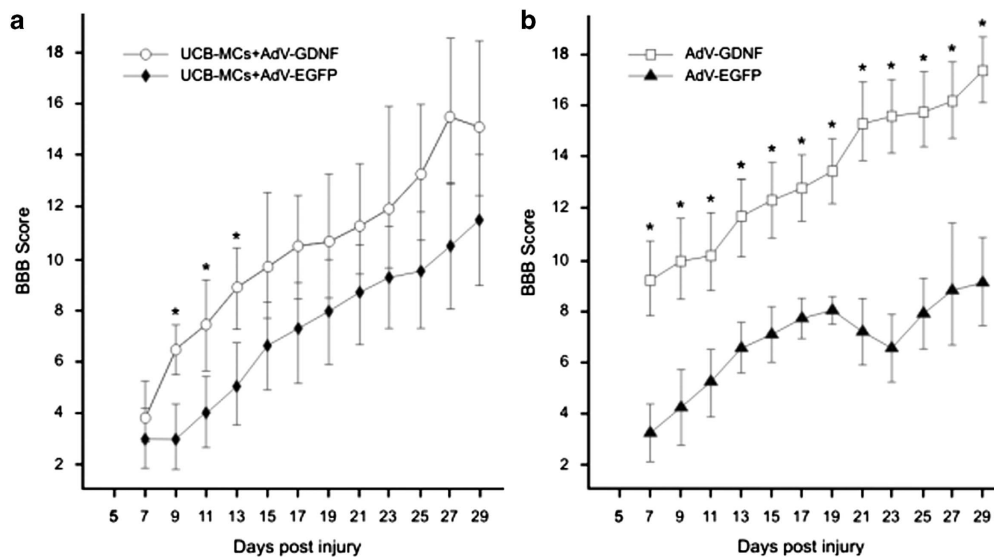 a
UCB-MCs+AdV-GDNF
UCB-MCs+AdV-EGFP
BBB Score
18
16
14
12
10
8
6
4
2
* * *
5 7 9 11 13 15 17 19 21 23 25 27 29
Days post injury
b
AdV-GDNF
AdV-EGFP
BBB Score
18
16
14
12
10
8
6
4
2
* * * * * * * * * * * *
5 7 9 11 13 15 17 19 21 23 25 27 29
Days post injury